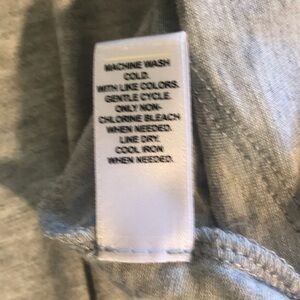 MACHINE WASH
COLD.
WITH LIKE COLORS.
GENTLE CYCLE.
ONLY NON-
CHLORINE BLEACH
WHEN NEEDED.
LINE DRY.
COOL IRON
WHEN NEEDED.